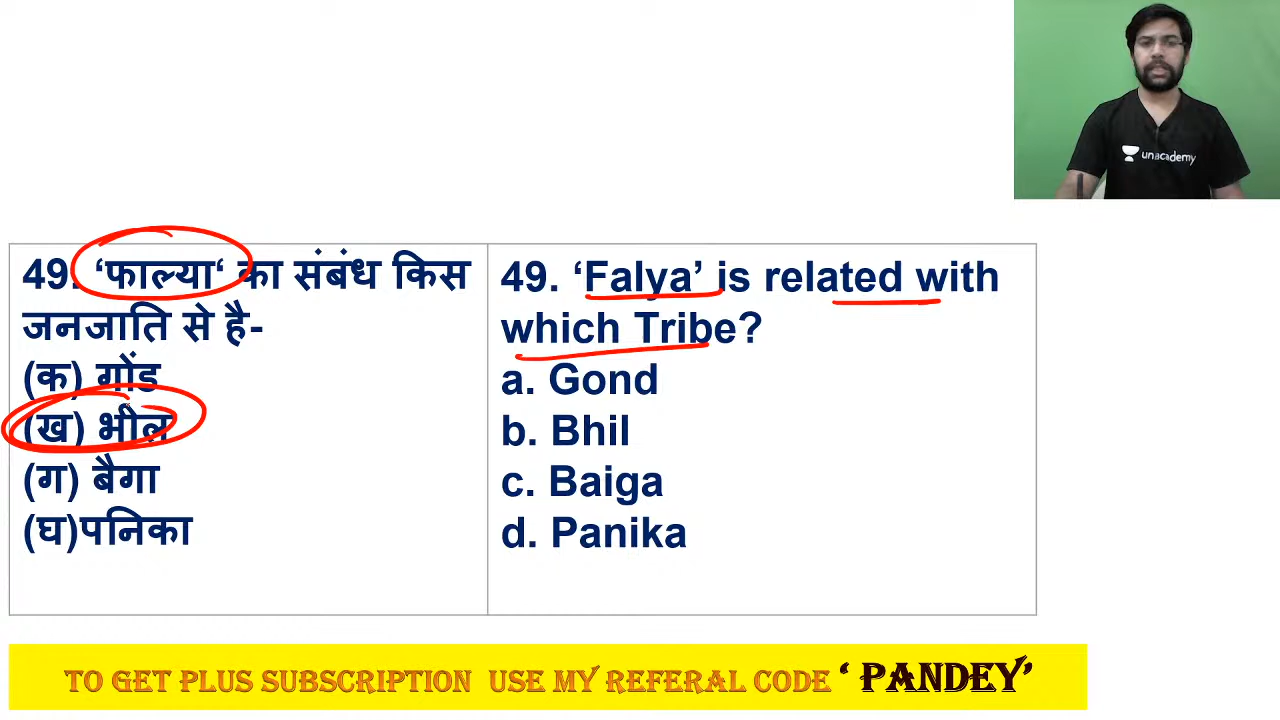 unacademy
49. ‘फाल्या‘ का संबंध किस
जनजाति से है-
(क) गोंड
(ख) भील
(ग) बैगा
(घ)पनिका
49. ‘Falya’ is related with
which Tribe?
a. Gond
b. Bhil
c. Baiga
d. Panika
TO GET PLUS SUBSCRIPTION USE MY REFERAL CODE ‘ PANDEY’